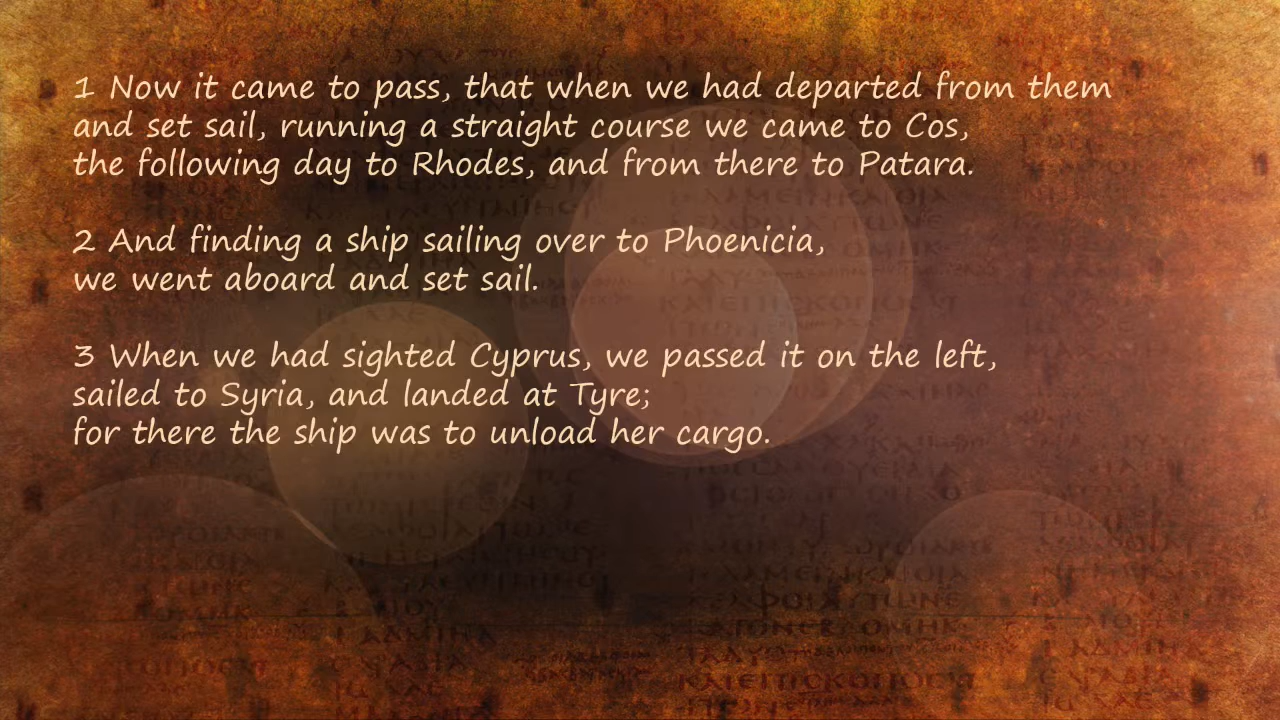 1 Now it came to pass, that when we had departed from them
and set sail, running a straight course we came to Cos,
the following day to Rhodes, and from there to Patara.
2 And finding a ship sailing over to Phoenicia,
we went aboard and set sail.
3 When we had sighted Cyprus, we passed it on the left,
sailed to Syria, and landed at Tyre;
for there the ship was to unload her cargo.